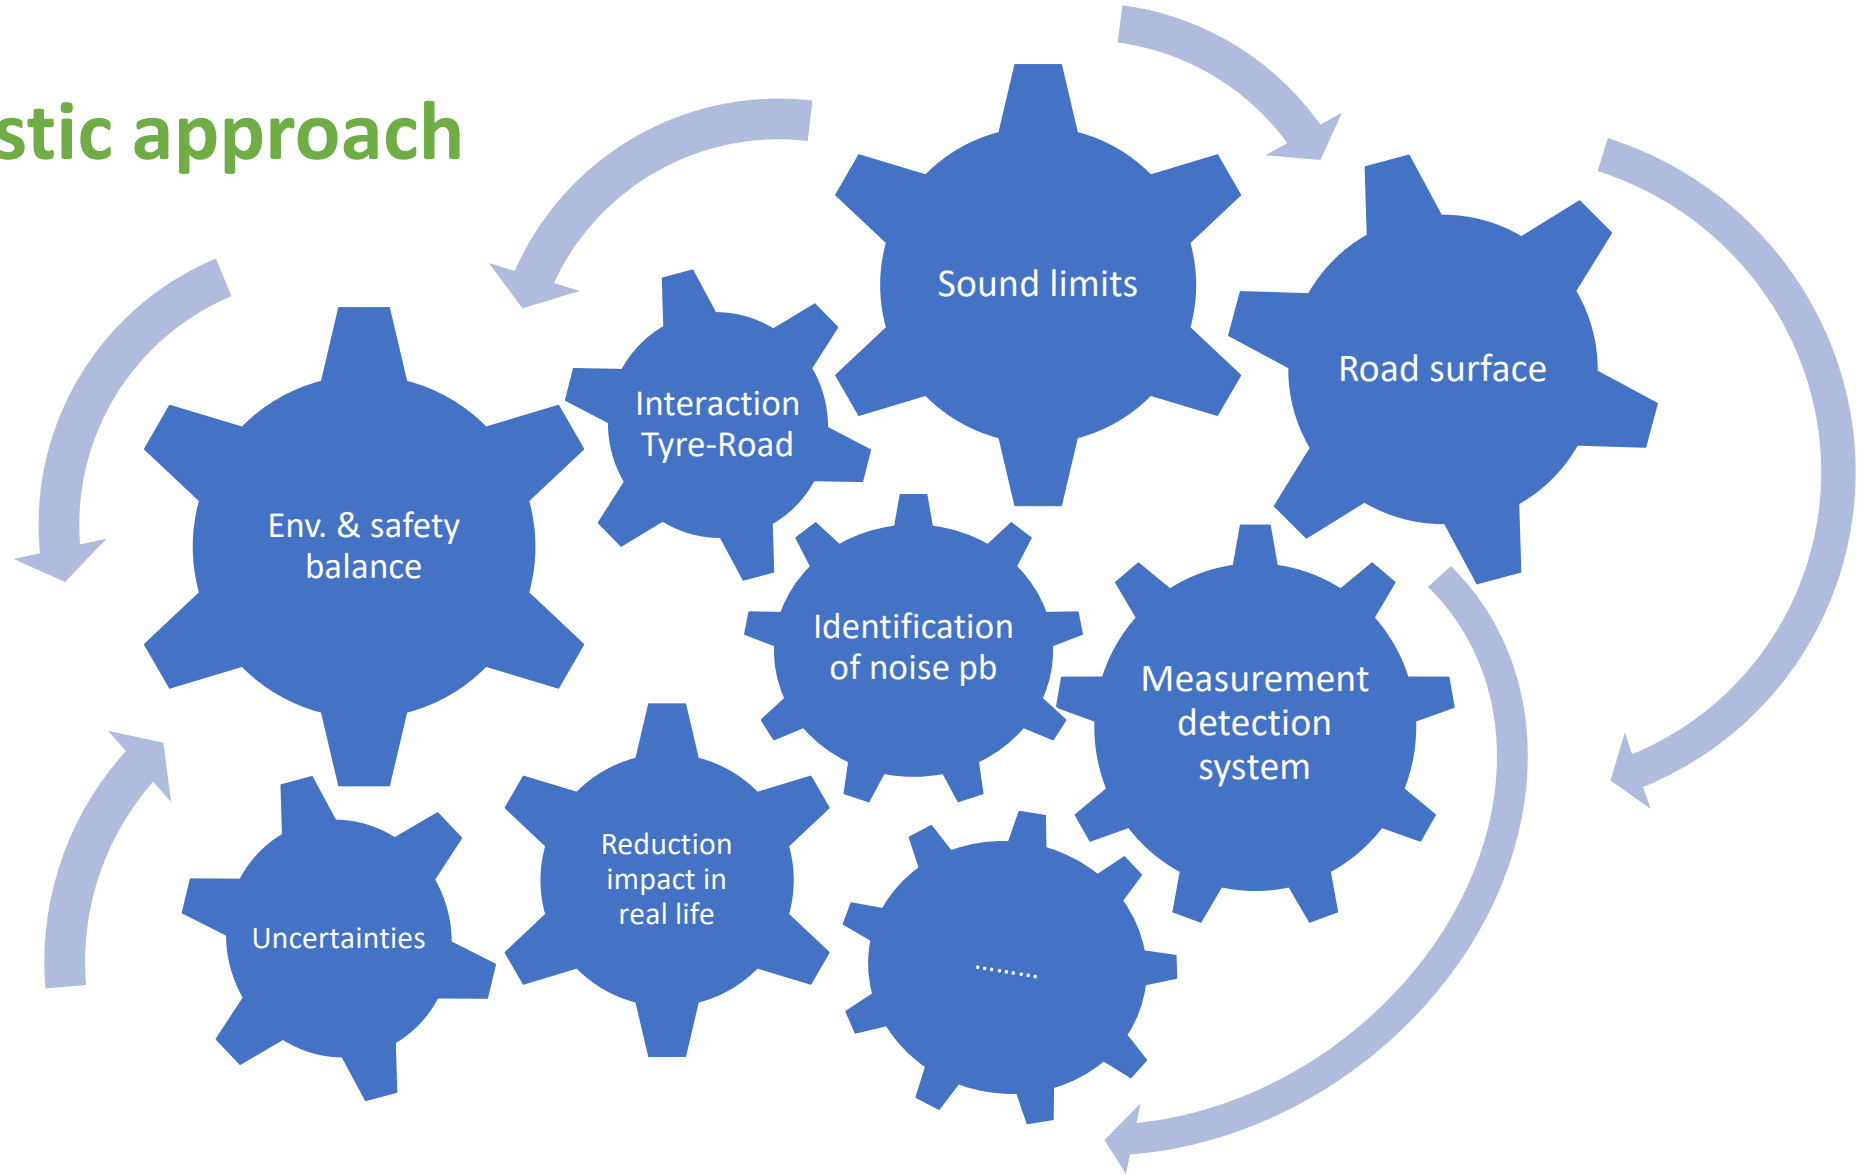 stic approach
Sound limits
Road surface
Interaction
Tyre-Road
Env. & safety
balance
Identification
of noise pb
Measurement
detection
system
Reduction
impact in
real life
Uncertainties
.........